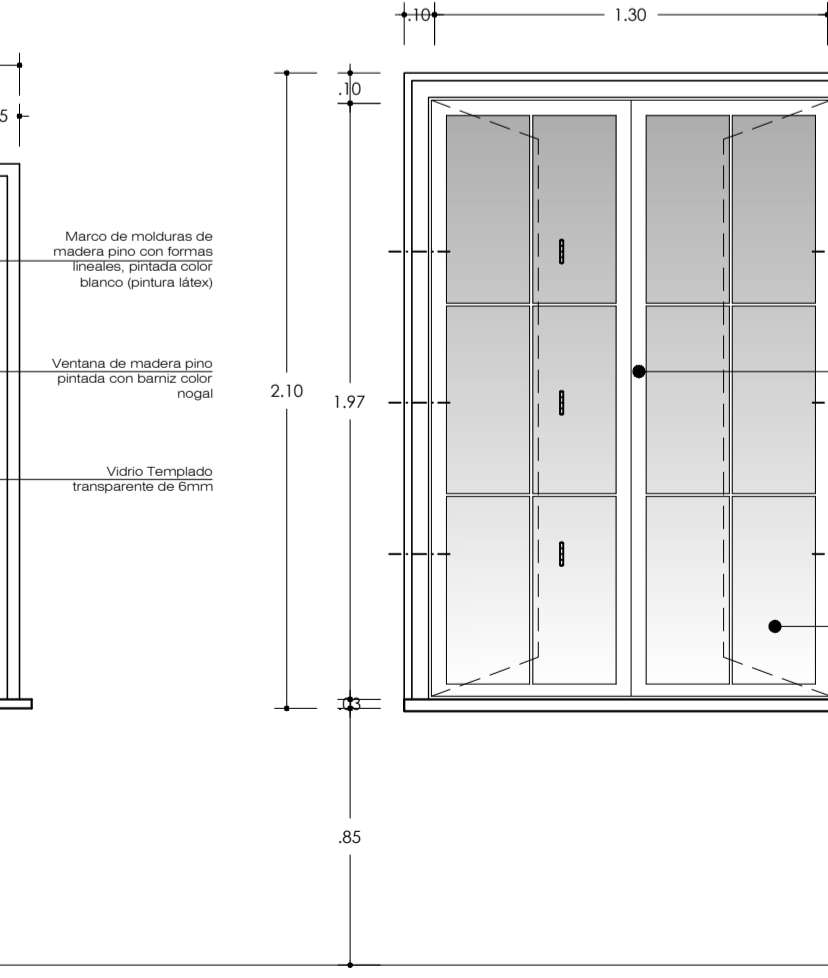 .10
1.30
.10
5
Marco de molduras de
madera pino con formas
lineales, pintada color
blanco (pintura látex)
Ventana de madera pino
pintada con barniz color
nogal
2.10
1.97
Vidrio Templado
transparente de 6mm
.03
.85